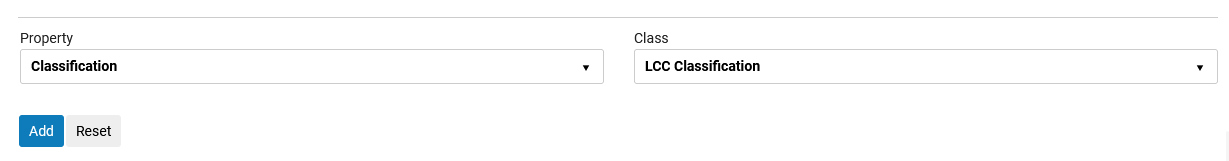 Property
Class
Classification
LCC Classification
Add
Reset